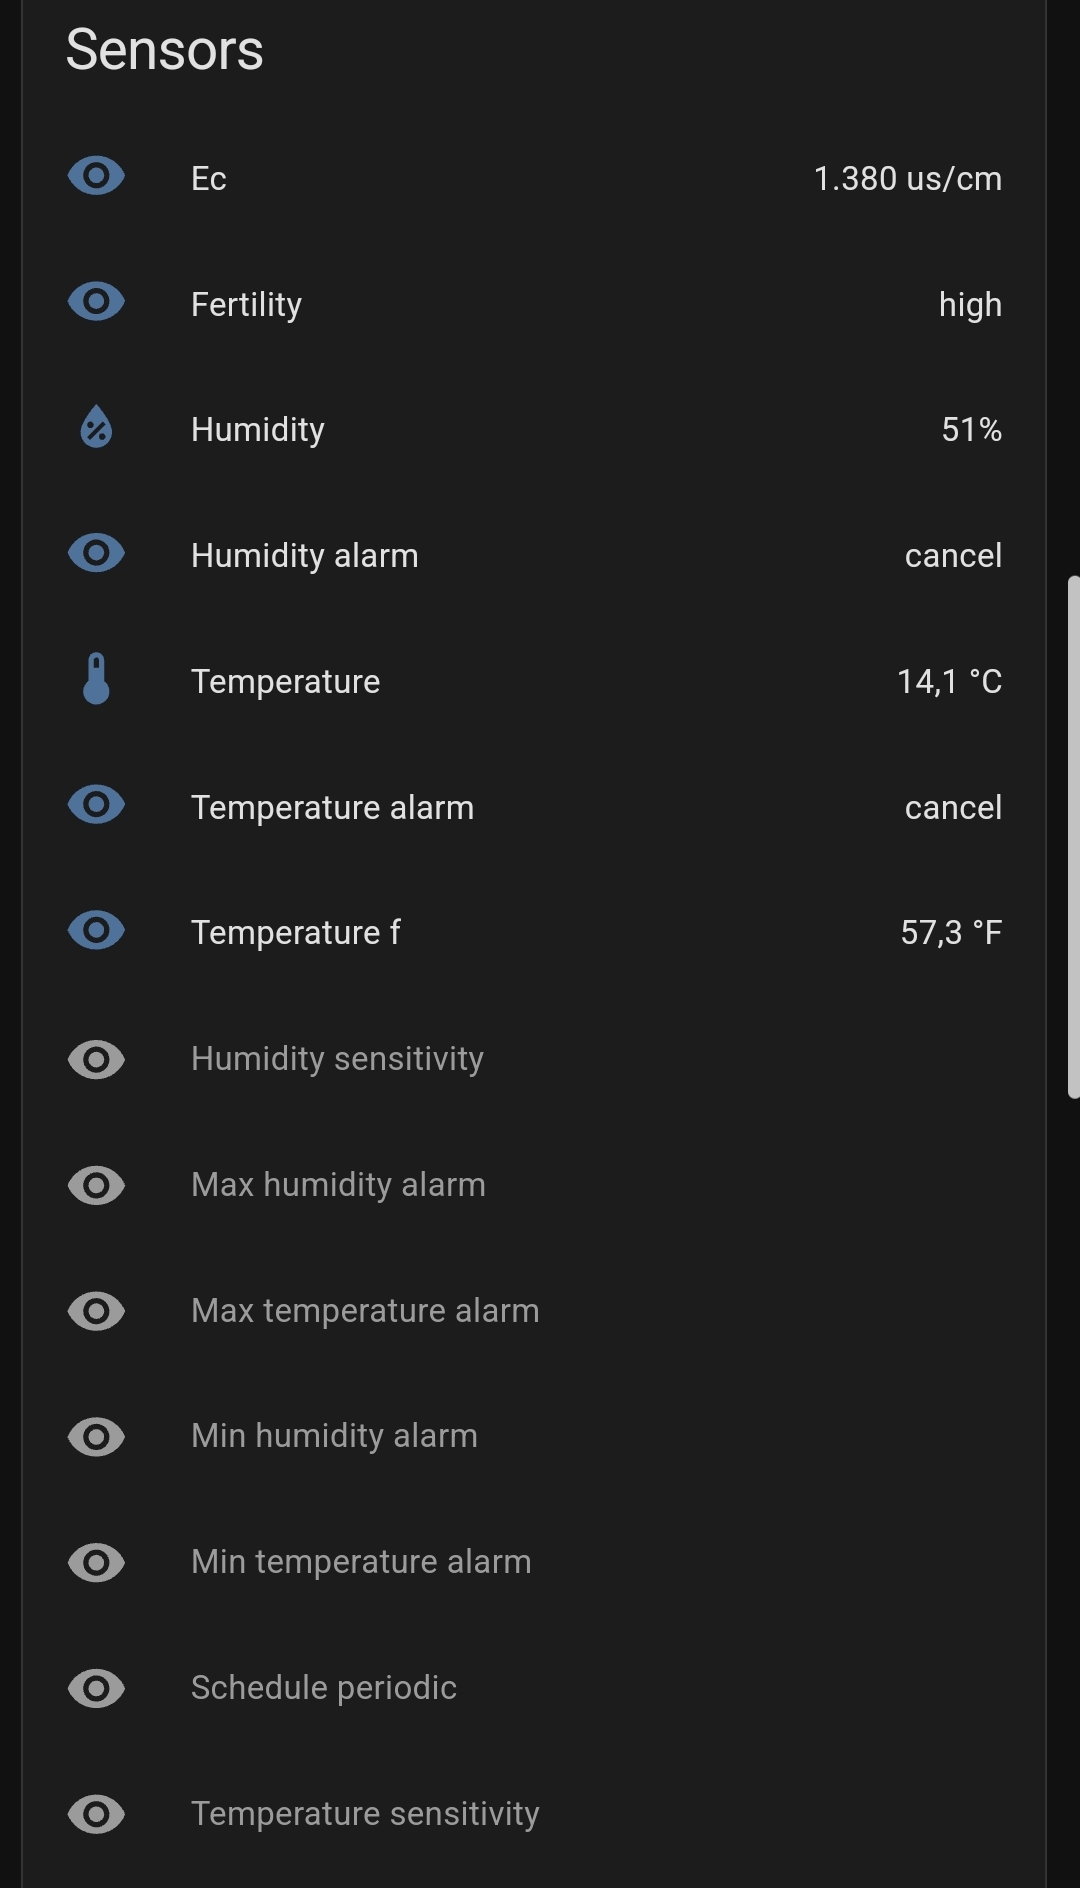 Sensors
Ec 1.380 us/cm
Fertility high
Humidity 51%
Humidity alarm cancel
Temperature 14,1 °C
Temperature alarm cancel
Temperature f 57,3 °F
Humidity sensitivity
Max humidity alarm
Max temperature alarm
Min humidity alarm
Min temperature alarm
Schedule periodic
Temperature sensitivity